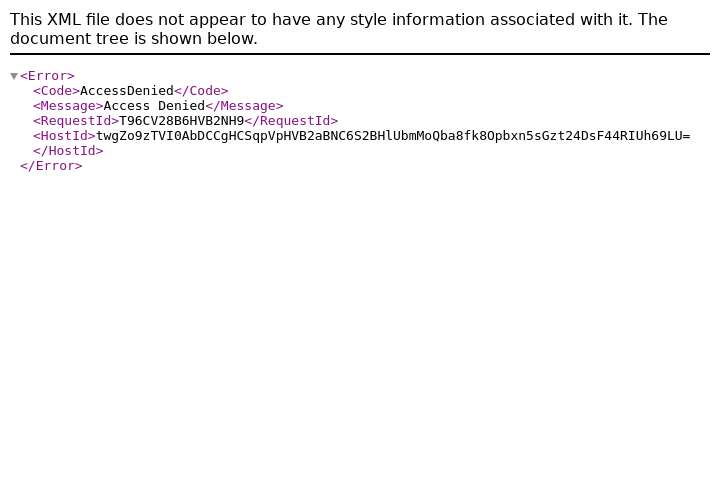 This XML file does not appear to have any style information associated with it. The
document tree is shown below.
<Error>
<Code>AccessDenied</Code>
<Message>Access Denied</Message>
<RequestId>T96CV28B6HVB2NH9</RequestId>
<HostId>twgZo9zTVI0AbDCCgHCSqpVpHVB2aBNC6S2BHlUbmMoQba8fk8Opbxn5sGzt24DsF44RIUh69LU=
</HostId>
</Error>